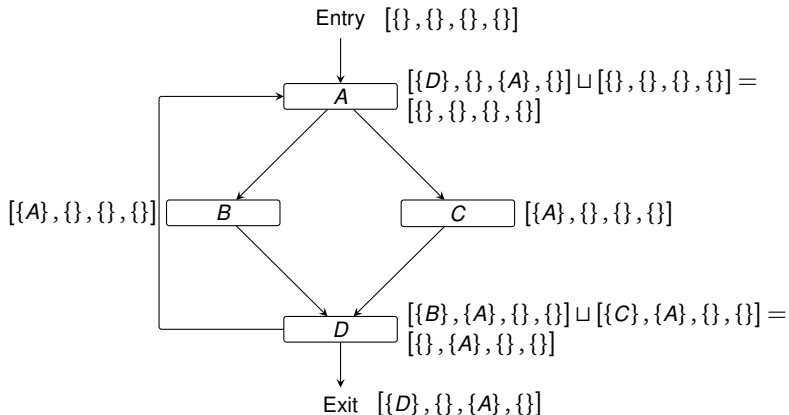 Entry [{}, {}, {}, {}]
A
[{D}, {}, {A}, {}] ⊔ [{}, {}, {}, {}] =
[{}, {}, {}, {}]
[{A}, {}, {}, {}]
B
C
[{A}, {}, {}, {}]
D
[{B}, {A}, {}, {}] ⊔ [{C}, {A}, {}, {}] =
[{}, {A}, {}, {}]
Exit [{D}, {}, {A}, {}]